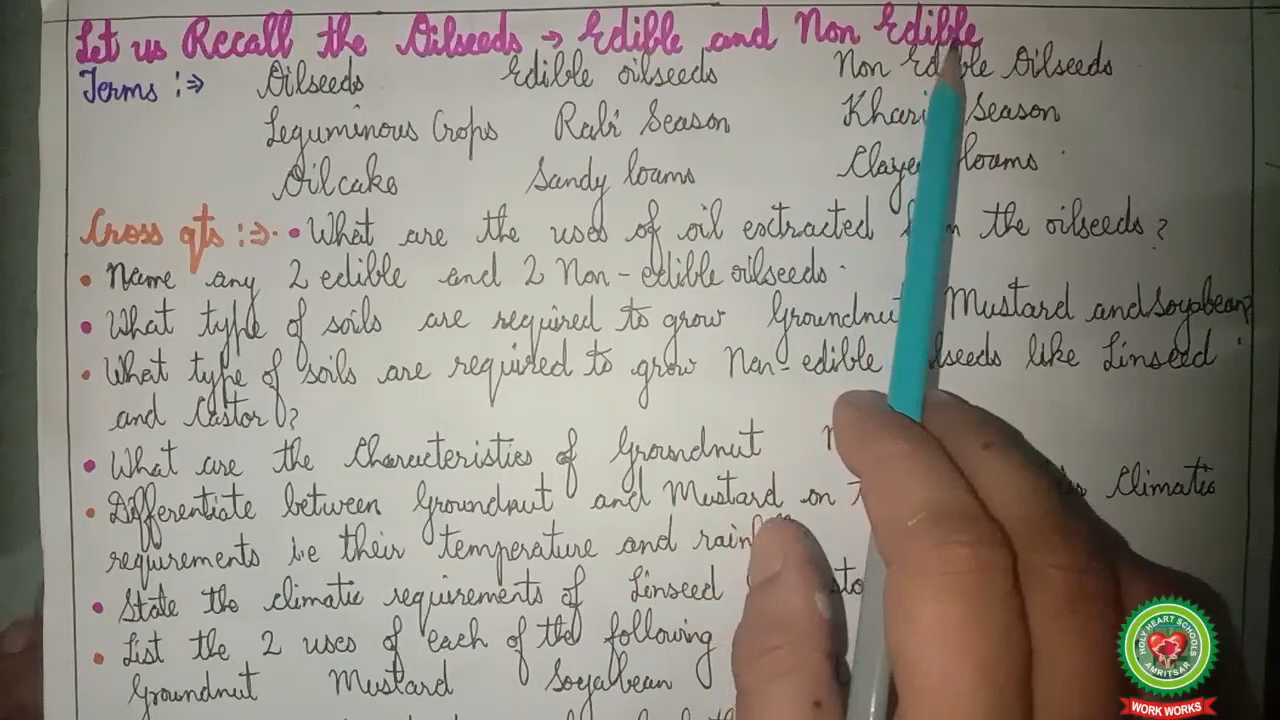 Let us Recall the Oilseeds → Edible and Non Edible
Terms :⇒ Oilseeds Edible oilseeds Non Edible Oilseeds
Leguminous Crops Rabi Season Season
Oilcake Sandy loams loams
Cross qts :⇒ • What are the uses of oil extracted the oilseeds?
• Name any 2 edible and 2 Non-edible oilseeds.
• What type of soils are required to grow Groundnut Mustard and Soyabean?
• What type of soils are required to grow Non-edible like Linseed
and Castor?
• What are the Characteristics of Groundnut
• Differentiate between Groundnut and Mustard on Climatic
requirements i.e their temperature and
• State the climatic requirements of Linseed
• List the 2 uses of each of the following
Groundnut Mustard Soyabean
HOLY HEART SCHOOLS
AMRITSAR
WORK WORKS